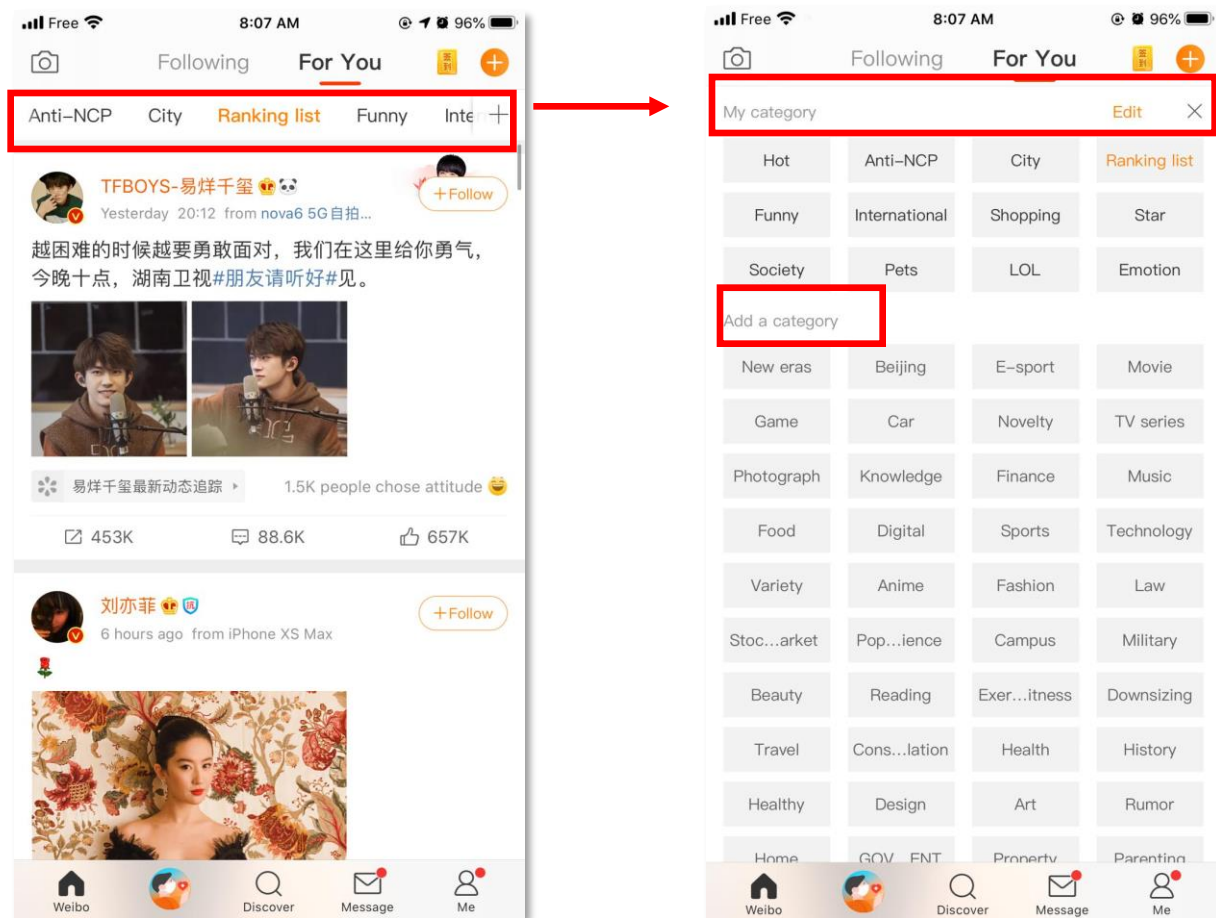 Free 8:07 AM 96%
Following For You 签到
Anti-NCP City Ranking list Funny Inte
TFBOYS-易烊千玺
+Follow
Yesterday 20:12 from nova6 5G自拍...
越困难的时候越要勇敢面对，我们在这里给你勇气，
今晚十点，湖南卫视#朋友请听好#见。
易烊千玺最新动态追踪 1.5K people chose attitude
453K 88.6K 657K
刘亦菲
+Follow
6 hours ago from iPhone XS Max
Weibo Discover Message Me
Free 8:07 AM 96%
Following For You 签到
My category Edit
Hot Anti-NCP City Ranking list
Funny International Shopping Star
Society Pets LOL Emotion
Add a category
New eras Beijing E-sport Movie
Game Car Novelty TV series
Photograph Knowledge Finance Music
Food Digital Sports Technology
Variety Anime Fashion Law
Stoc...arket Pop...ience Campus Military
Beauty Reading Exer...itness Downsizing
Travel Cons...lation Health History
Healthy Design Art Rumor
Home GOV...ENT Property Parenting
Weibo Discover Message Me